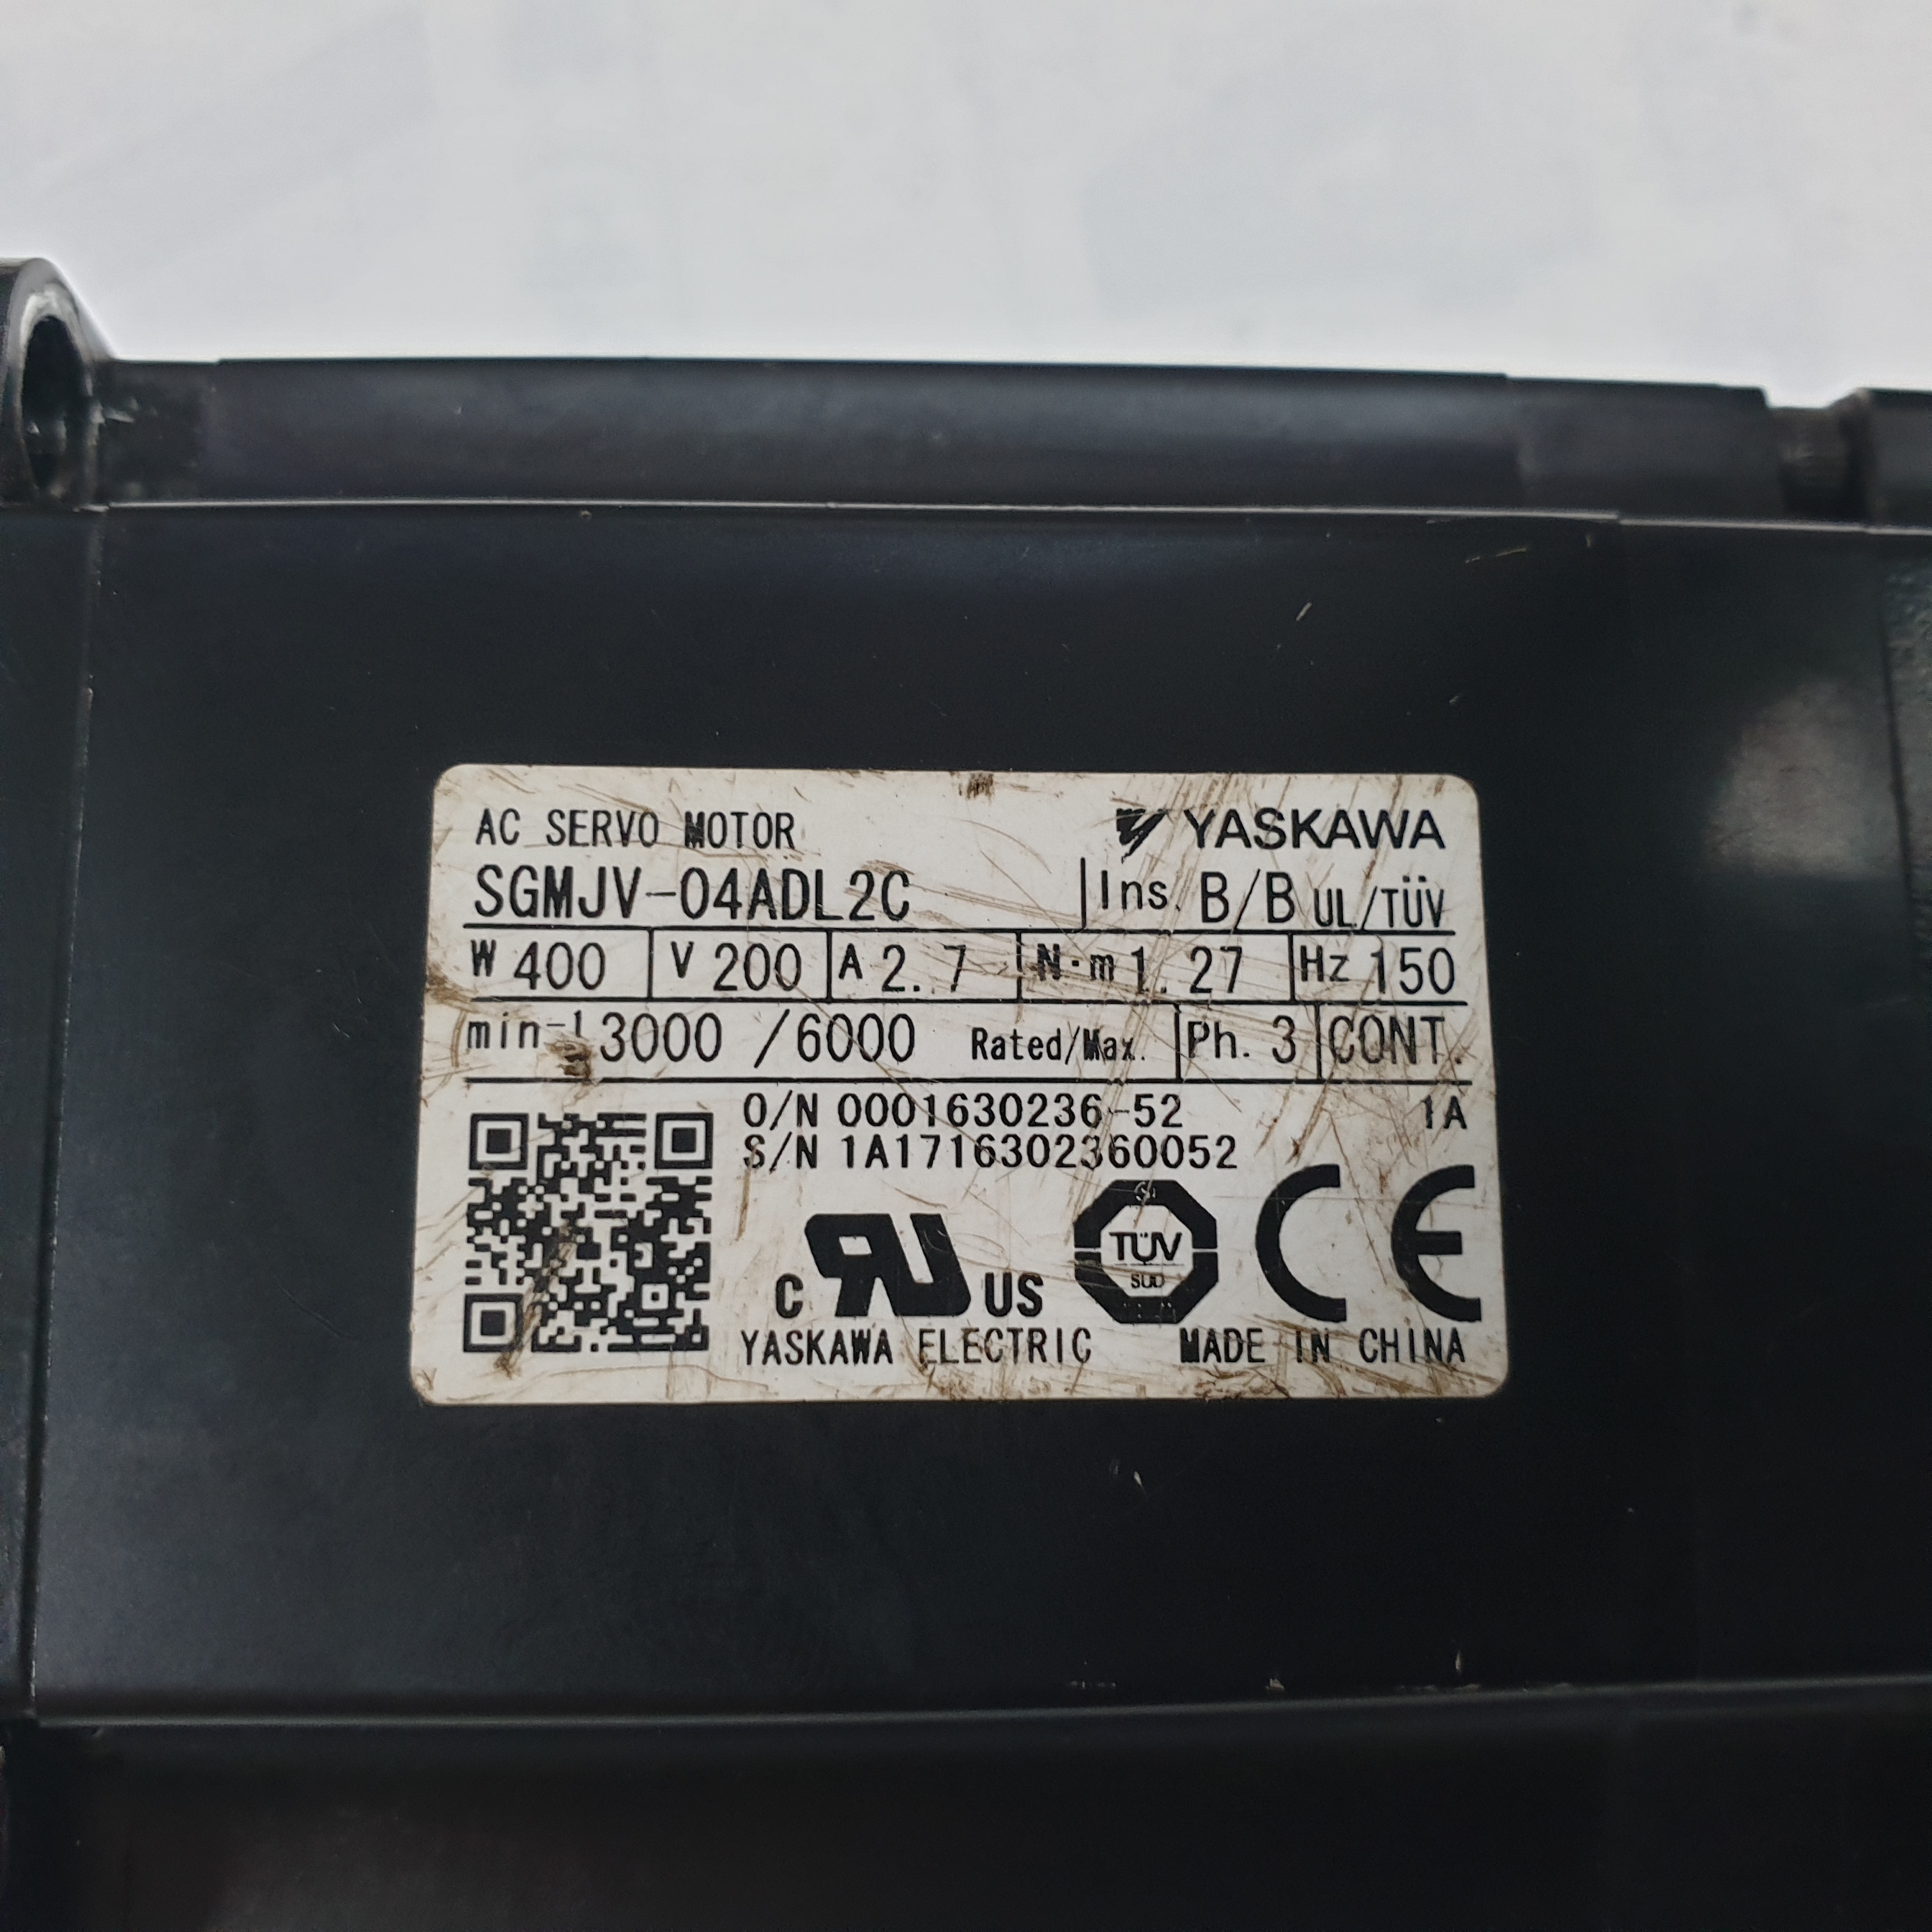 AC SERVO MOTOR YASKAWA
SGMJV-04ADL2C Ins. B/B UL/TÜV
W 400 V 200 A 2.7 N·m 1.27 Hz 150
min-1 3000 /6000 Rated/Max. Ph. 3 CONT.
O/N 0001630236-52 1A
S/N 1A1716302360052
C RU US TÜV SÜD CE
YASKAWA ELECTRIC MADE IN CHINA